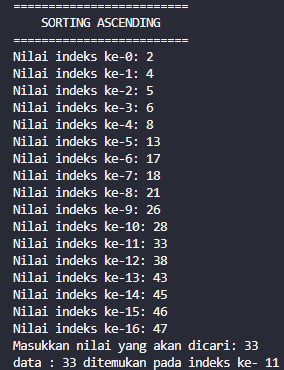 =========================
SORTING ASCENDING
=========================
Nilai indeks ke-0: 2
Nilai indeks ke-1: 4
Nilai indeks ke-2: 5
Nilai indeks ke-3: 6
Nilai indeks ke-4: 8
Nilai indeks ke-5: 13
Nilai indeks ke-6: 17
Nilai indeks ke-7: 18
Nilai indeks ke-8: 21
Nilai indeks ke-9: 26
Nilai indeks ke-10: 28
Nilai indeks ke-11: 33
Nilai indeks ke-12: 38
Nilai indeks ke-13: 43
Nilai indeks ke-14: 45
Nilai indeks ke-15: 46
Nilai indeks ke-16: 47
Masukkan nilai yang akan dicari: 33
data : 33 ditemukan pada indeks ke- 11